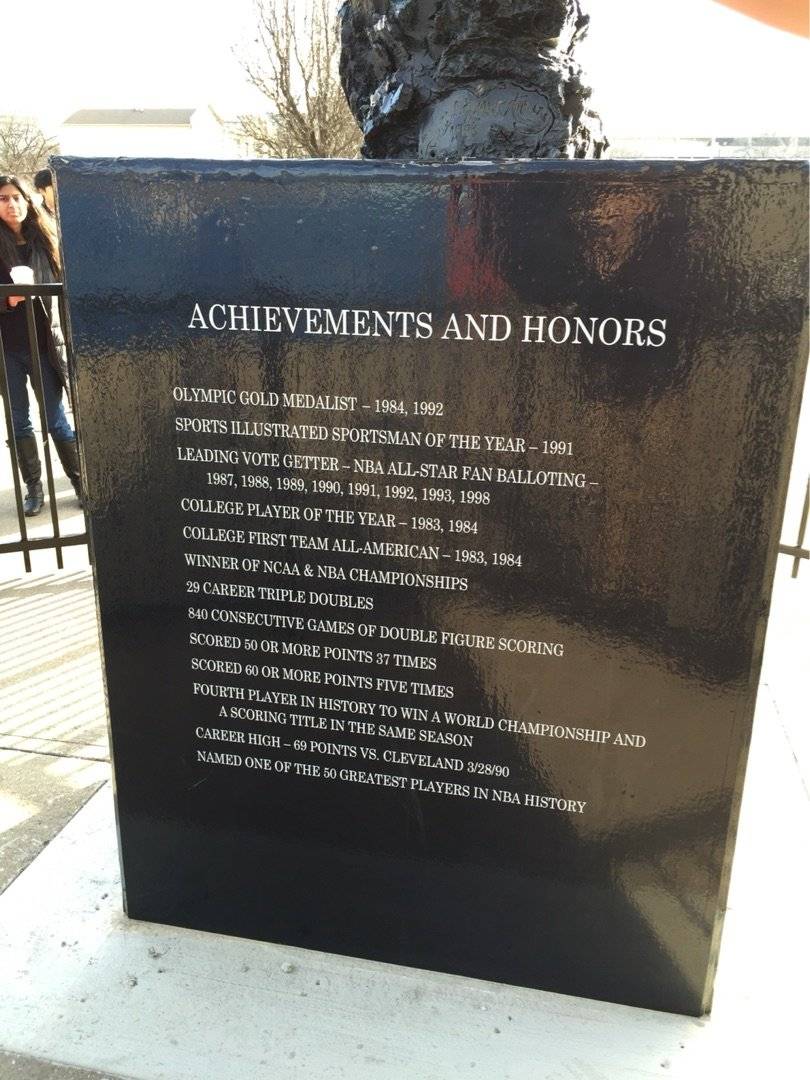 ACHIEVEMENTS AND HONORS
OLYMPIC GOLD MEDALIST – 1984, 1992
SPORTS ILLUSTRATED SPORTSMAN OF THE YEAR – 1991
LEADING VOTE GETTER – NBA ALL-STAR FAN BALLOTING –
1987, 1988, 1989, 1990, 1991, 1992, 1993, 1998
COLLEGE PLAYER OF THE YEAR – 1983, 1984
COLLEGE FIRST TEAM ALL-AMERICAN – 1983, 1984
WINNER OF NCAA & NBA CHAMPIONSHIPS
29 CAREER TRIPLE DOUBLES
840 CONSECUTIVE GAMES OF DOUBLE FIGURE SCORING
SCORED 50 OR MORE POINTS 37 TIMES
SCORED 60 OR MORE POINTS FIVE TIMES
FOURTH PLAYER IN HISTORY TO WIN A WORLD CHAMPIONSHIP AND
A SCORING TITLE IN THE SAME SEASON
CAREER HIGH – 69 POINTS VS. CLEVELAND 3/28/90
NAMED ONE OF THE 50 GREATEST PLAYERS IN NBA HISTORY